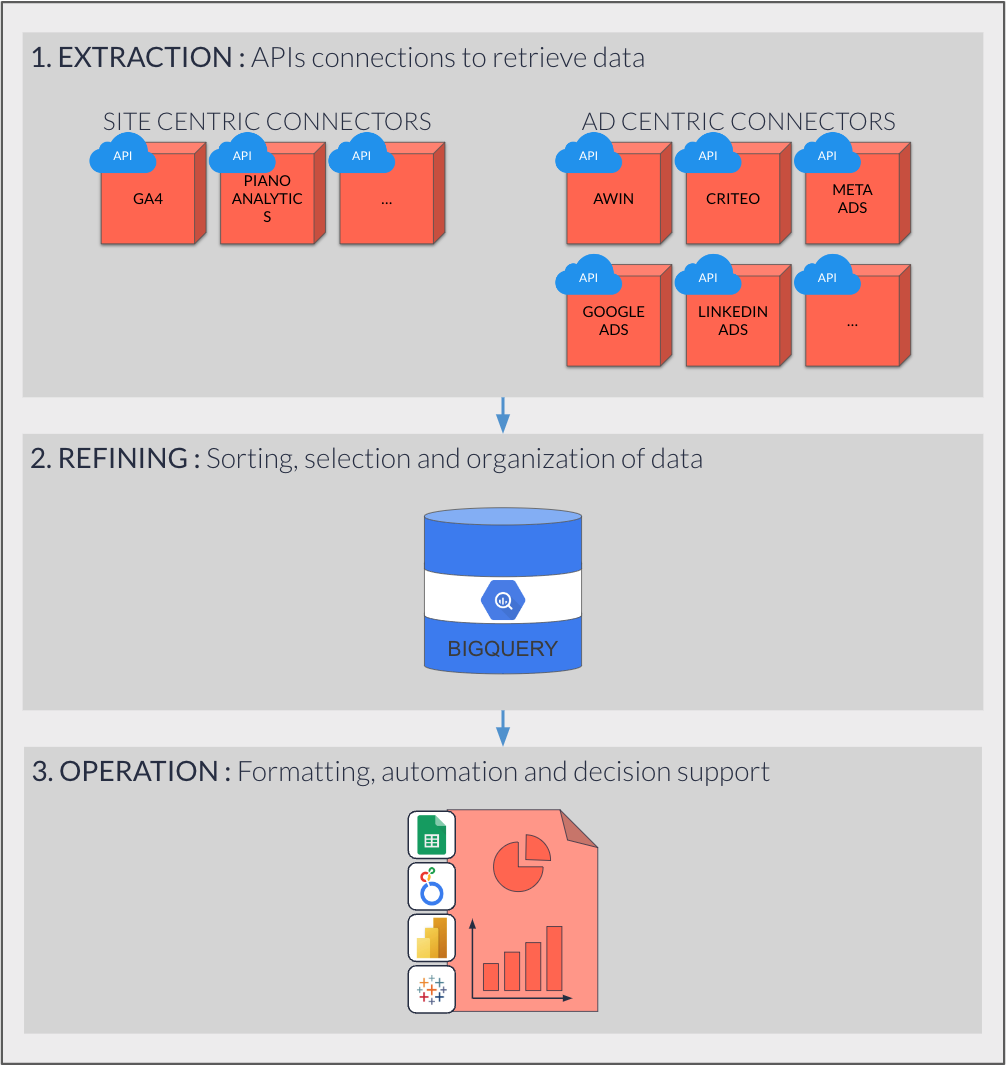 1. EXTRACTION : APIs connections to retrieve data
SITE CENTRIC CONNECTORS
API
GA4
API
PIANO
ANALYTIC
S
API
...
AD CENTRIC CONNECTORS
API
AWIN
API
CRITEO
API
META
ADS
API
GOOGLE
ADS
API
LINKEDIN
ADS
API
...
2. REFINING : Sorting, selection and organization of data
BIGQUERY
3. OPERATION : Formatting, automation and decision support